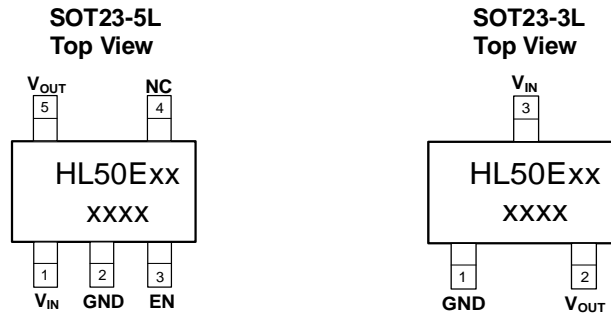 SOT23-5L
Top View
VOUT NC
5 4
HL50Exx
xxxx
1 2 3
VIN GND EN
SOT23-3L
Top View
VIN
3
HL50Exx
xxxx
1 2
GND VOUT